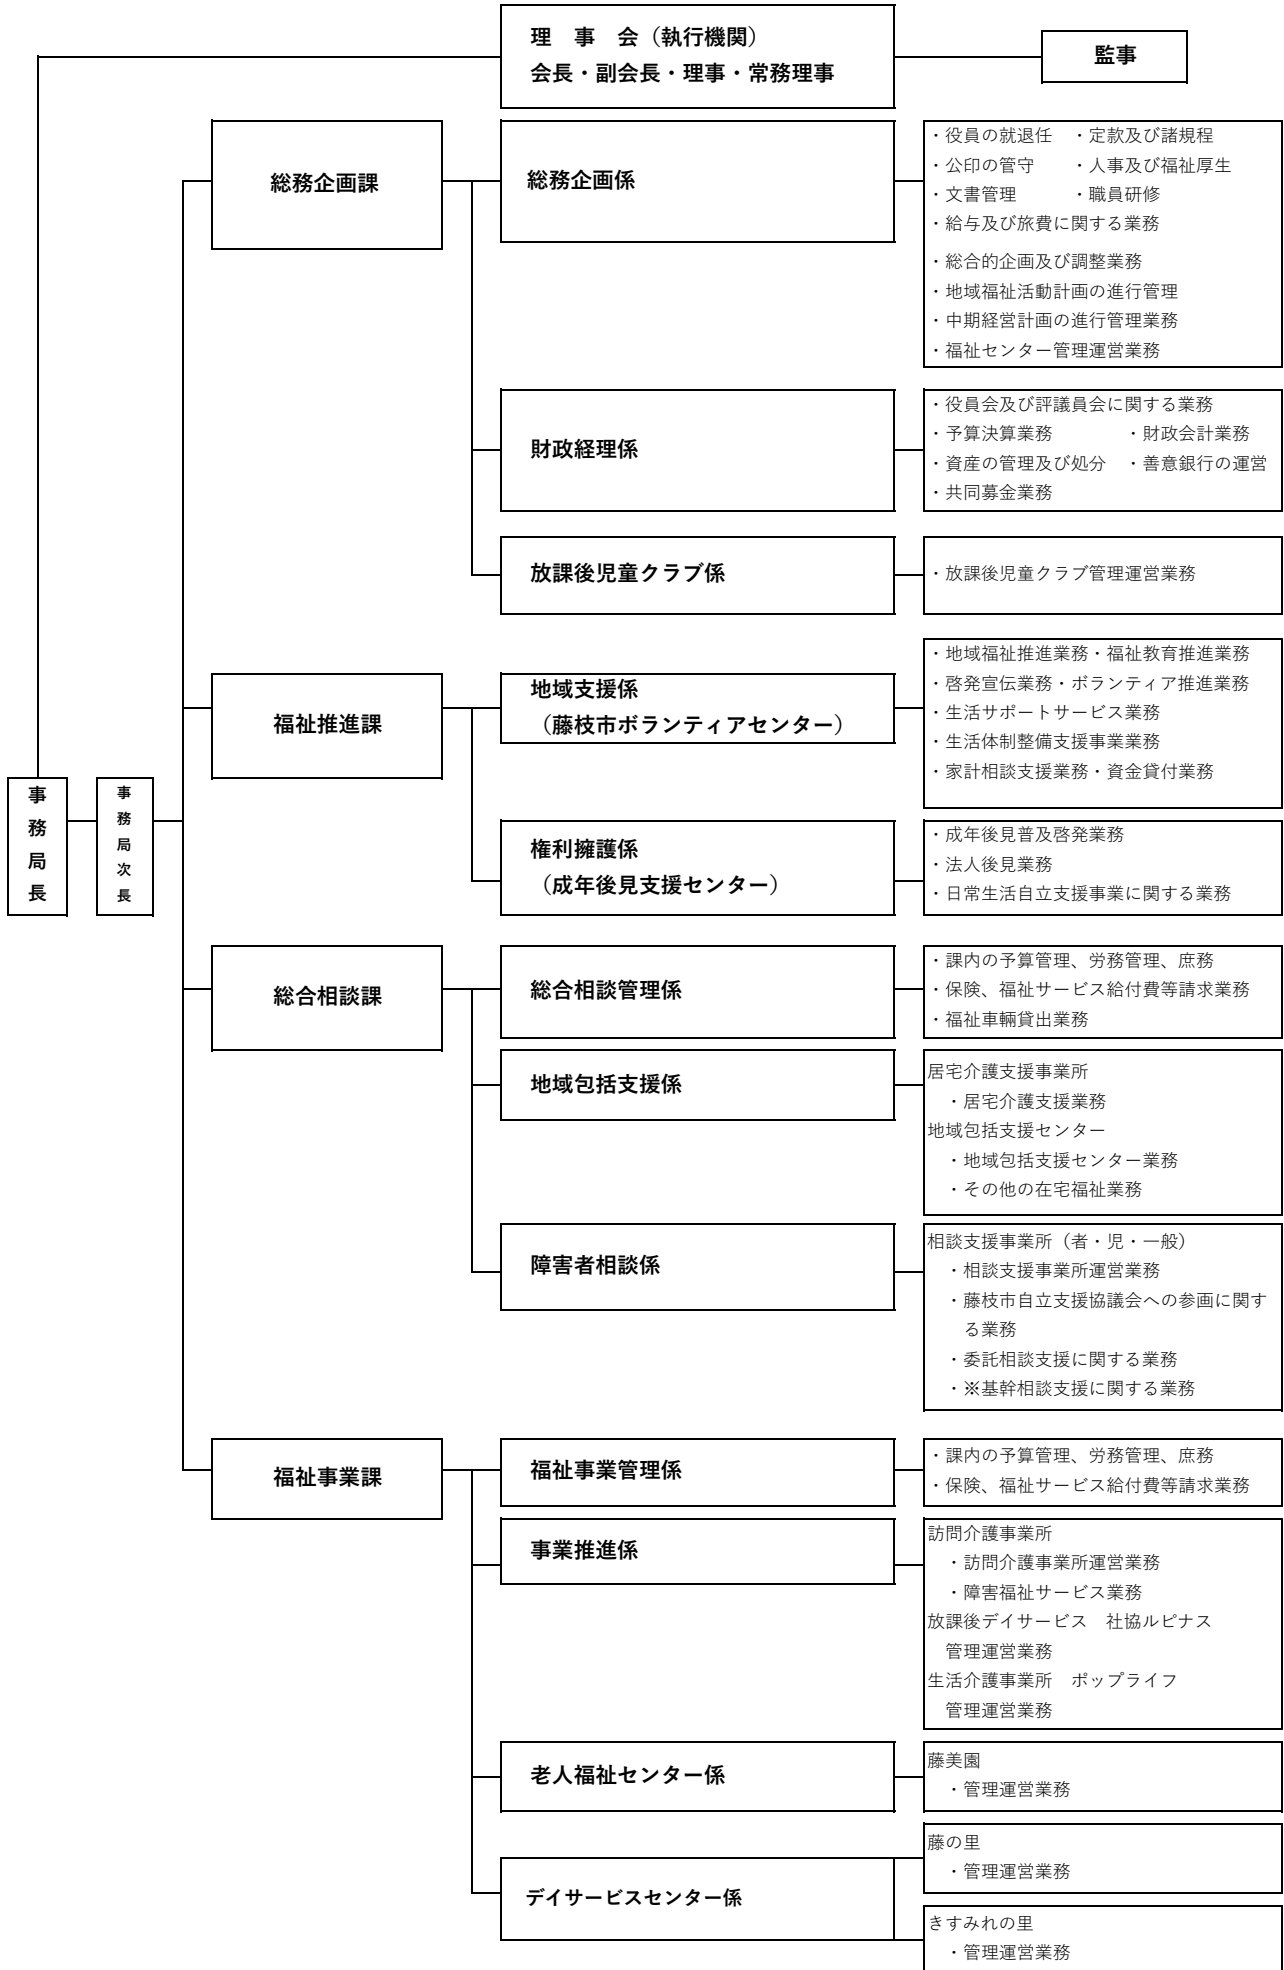 理　事　会（執行機関）
会長・副会長・理事・常務理事
監事
事務局長
事務局次長
総務企画課
総務企画係
・役員の就退任　・定款及び諸規程
・公印の管守　　・人事及び福祉厚生
・文書管理　　　・職員研修
・給与及び旅費に関する業務
・総合的企画及び調整業務
・地域福祉活動計画の進行管理
・中期経営計画の進行管理業務
・福祉センター管理運営業務
財政経理係
・役員会及び評議員会に関する業務
・予算決算業務　　　　・財政会計業務
・資産の管理及び処分　・善意銀行の運営
・共同募金業務
放課後児童クラブ係
・放課後児童クラブ管理運営業務
福祉推進課
地域支援係
（藤枝市ボランティアセンター）
・地域福祉推進業務・福祉教育推進業務
・啓発宣伝業務・ボランティア推進業務
・生活サポートサービス業務
・生活体制整備支援事業業務
・家計相談支援業務・資金貸付業務
権利擁護係
（成年後見支援センター）
・成年後見普及啓発業務
・法人後見業務
・日常生活自立支援事業に関する業務
総合相談課
総合相談管理係
・課内の予算管理、労務管理、庶務
・保険、福祉サービス給付費等請求業務
・福祉車輛貸出業務
地域包括支援係
居宅介護支援事業所
・居宅介護支援業務
地域包括支援センター
・地域包括支援センター業務
・その他の在宅福祉業務
障害者相談係
相談支援事業所（者・児・一般）
・相談支援事業所運営業務
・藤枝市自立支援協議会への参画に関す
る業務
・委託相談支援に関する業務
・※基幹相談支援に関する業務
福祉事業課
福祉事業管理係
・課内の予算管理、労務管理、庶務
・保険、福祉サービス給付費等請求業務
事業推進係
訪問介護事業所
・訪問介護事業所運営業務
・障害福祉サービス業務
放課後デイサービス　社協ルピナス
管理運営業務
生活介護事業所　ポップライフ
管理運営業務
老人福祉センター係
藤美園
・管理運営業務
デイサービスセンター係
藤の里
・管理運営業務
きすみれの里
・管理運営業務